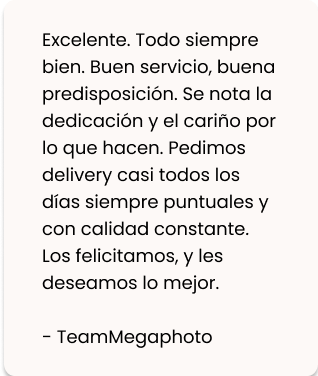 Excelente. Todo siempre
bien. Buen servicio, buena
predisposición. Se nota la
dedicación y el cariño por
lo que hacen. Pedimos
delivery casi todos los
días siempre puntuales y
con calidad constante.
Los felicitamos, y les
deseamos lo mejor.

- TeamMegaphoto